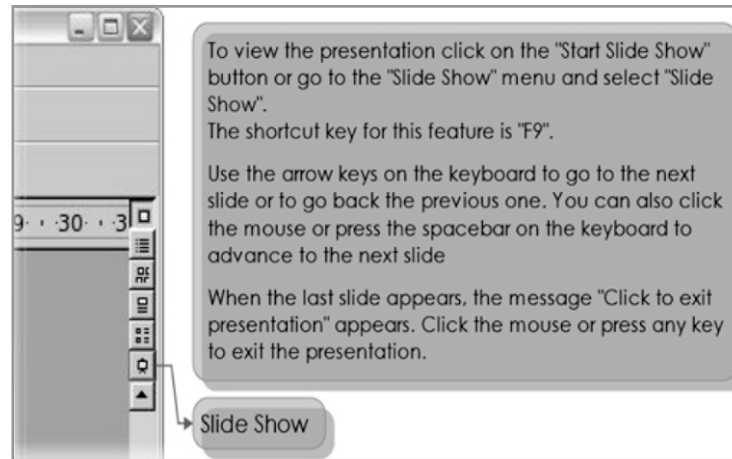 To view the presentation click on the "Start Slide Show"
button or go to the "Slide Show" menu and select "Slide
Show".
The shortcut key for this feature is "F9".
Use the arrow keys on the keyboard to go to the next
slide or to go back the previous one. You can also click
the mouse or press the spacebar on the keyboard to
advance to the next slide
When the last slide appears, the message "Click to exit
presentation" appears. Click the mouse or press any key
to exit the presentation.
9 · ı · 30 · ı · 3
Slide Show